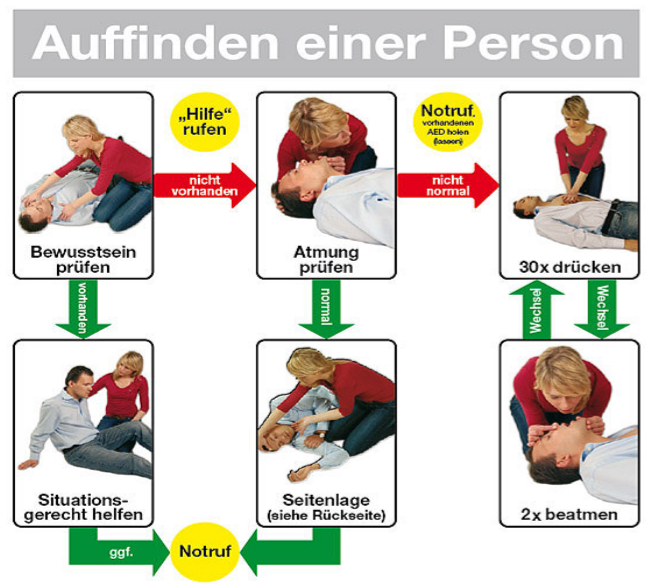 Auffinden einer Person
„Hilfe“
rufen
Notruf,
vorhandenen
AED holen
(lassen)
nicht
vorhanden
nicht
normal
Bewusstsein
prüfen
Atmung
prüfen
30x drücken
vorhanden
normal
Wechsel
Wechsel
Situations-
gerecht helfen
Seitenlage
(siehe Rückseite)
2x beatmen
ggf.
Notruf